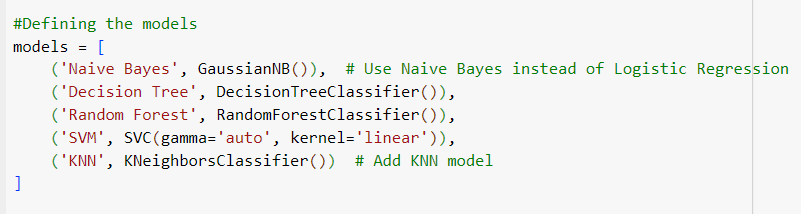 #Defining the models
models = [
    ('Naive Bayes', GaussianNB()),  # Use Naive Bayes instead of Logistic Regression
    ('Decision Tree', DecisionTreeClassifier()),
    ('Random Forest', RandomForestClassifier()),
    ('SVM', SVC(gamma='auto', kernel='linear')),
    ('KNN', KNeighborsClassifier())  # Add KNN model
]